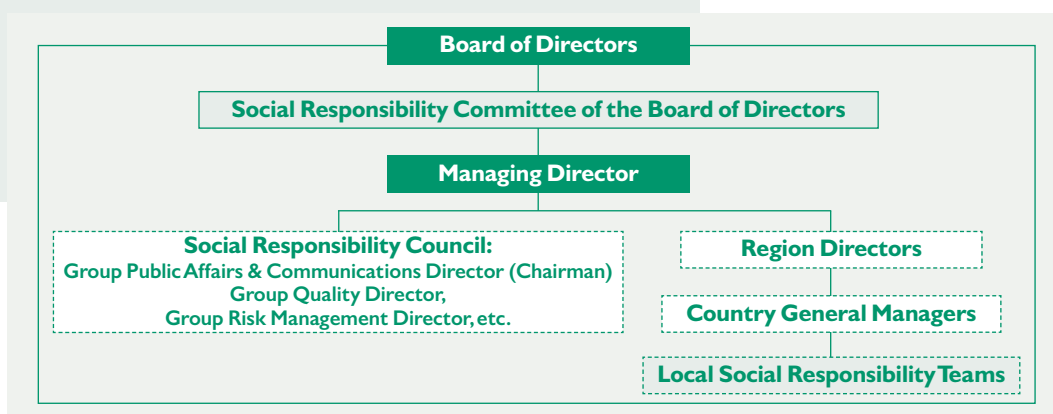 Board of Directors
Social Responsibility Committee of the Board of Directors
Managing Director
Social Responsibility Council:
Group Public Affairs & Communications Director (Chairman)
Group Quality Director,
Group Risk Management Director, etc.
Region Directors
Country General Managers
Local Social Responsibility Teams